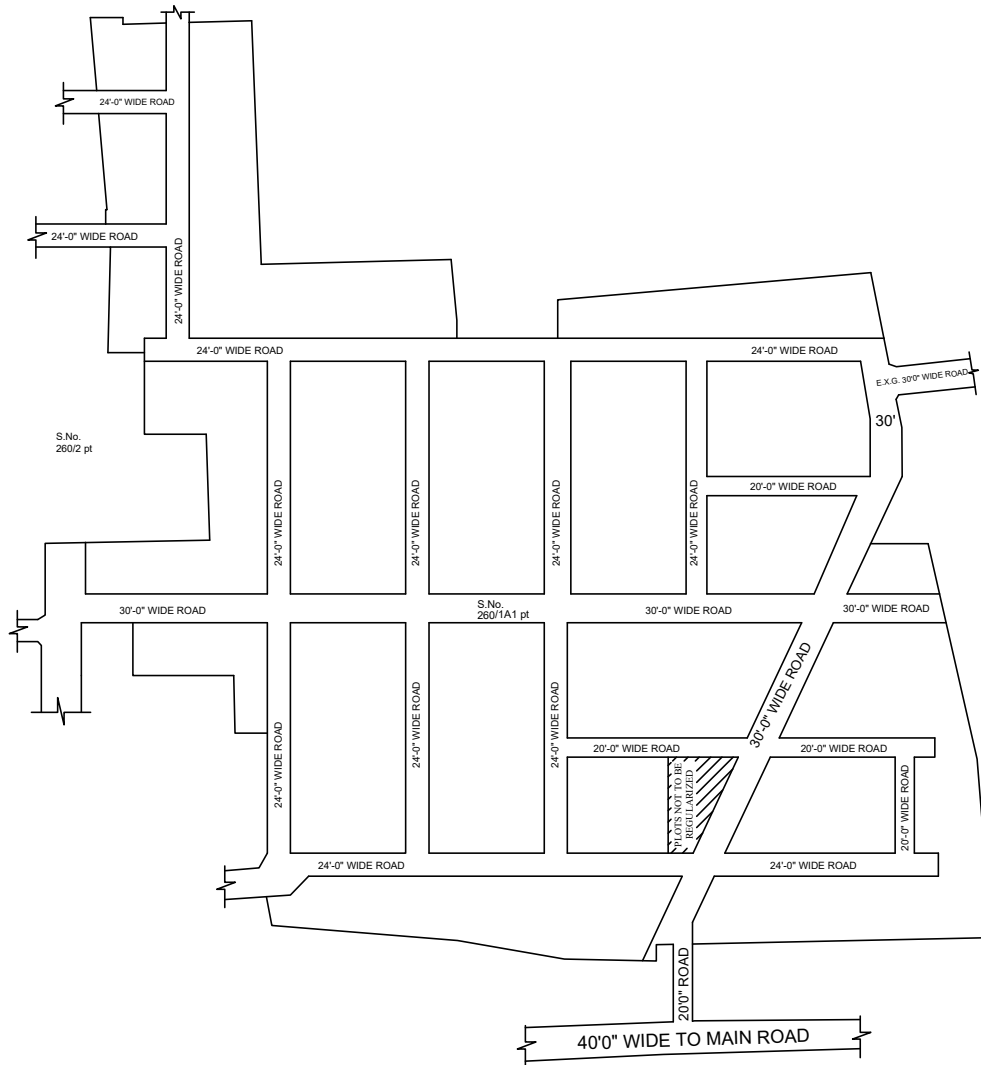 24'-0" WIDE ROAD
24'-0" WIDE ROAD
24'-0" WIDE ROAD
24'-0" WIDE ROAD
24'-0" WIDE ROAD
E.X.G. 30'0" WIDE ROAD
30'
S.No.
260/2 pt
20'-0" WIDE ROAD
24'-0" WIDE ROAD
24'-0" WIDE ROAD
24'-0" WIDE ROAD
24'-0" WIDE ROAD
30'-0" WIDE ROAD
S.No.
260/1A1 pt
30'-0" WIDE ROAD
30'-0" WIDE ROAD
30'-0" WIDE ROAD
24'-0" WIDE ROAD
24'-0" WIDE ROAD
24'-0" WIDE ROAD
20'-0" WIDE ROAD
20'-0" WIDE ROAD
PLOTS NOT TO BE
REGULARIZED
20'-0" WIDE ROAD
24'-0" WIDE ROAD
24'-0" WIDE ROAD
20'0" ROAD
40'0" WIDE TO MAIN ROAD